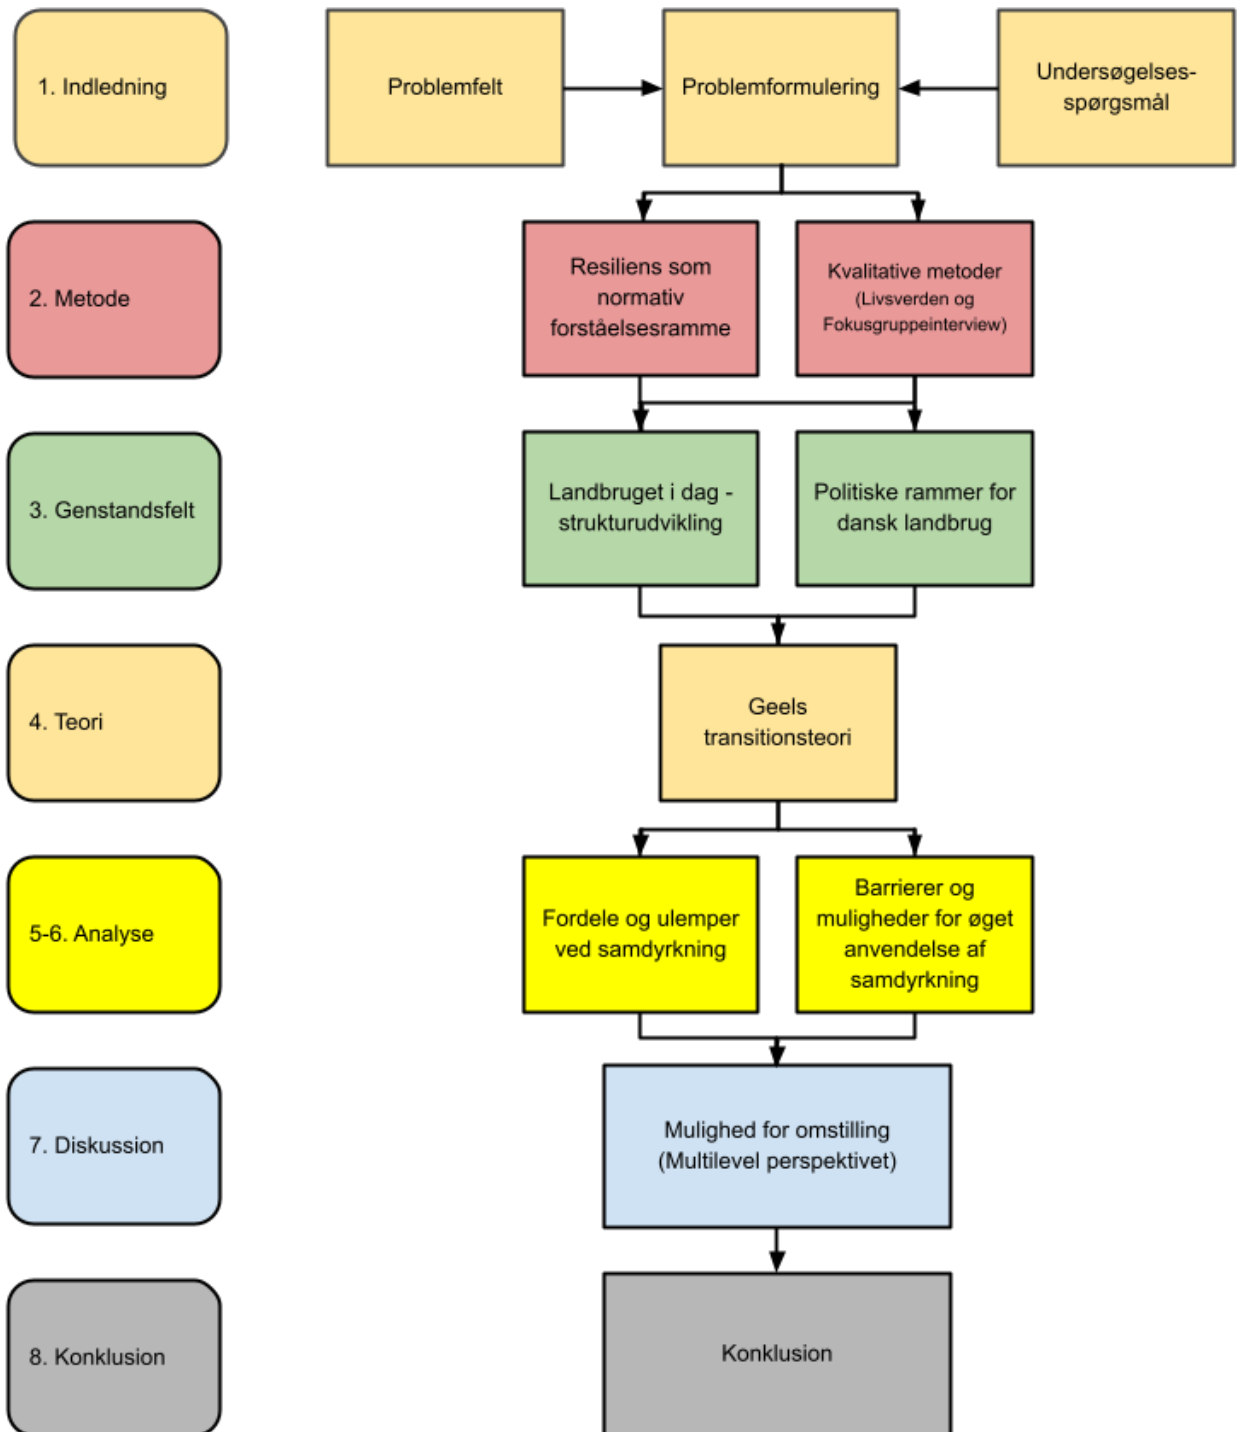 1. Indledning
Problemfelt
Problemformulering
Undersøgelses-
spørgsmål
2. Metode
Resiliens som
normativ
forståelsesramme
Kvalitative metoder
(Livsverden og
Fokusgruppeinterview)
3. Genstandsfelt
Landbruget i dag -
strukturudvikling
Politiske rammer for
dansk landbrug
4. Teori
Geels
transitionsteori
5-6. Analyse
Fordele og ulemper
ved samdyrkning
Barrierer og
muligheder for øget
anvendelse af
samdyrkning
7. Diskussion
Mulighed for omstilling
(Multilevel perspektivet)
8. Konklusion
Konklusion